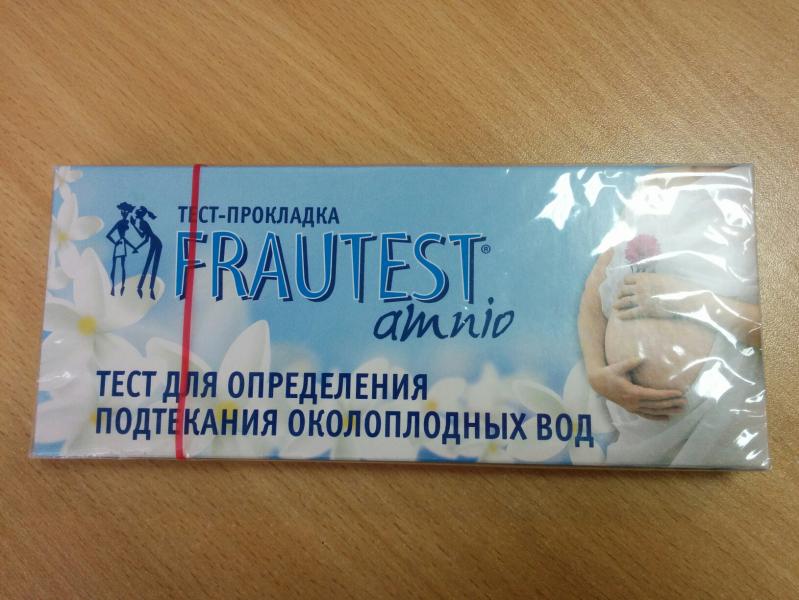 ТЕСТ-ПРОКЛАДКА
FRAUTEST®
amnio
ТЕСТ ДЛЯ ОПРЕДЕЛЕНИЯ
ПОДТЕКАНИЯ ОКОЛОПЛОДНЫХ ВОД